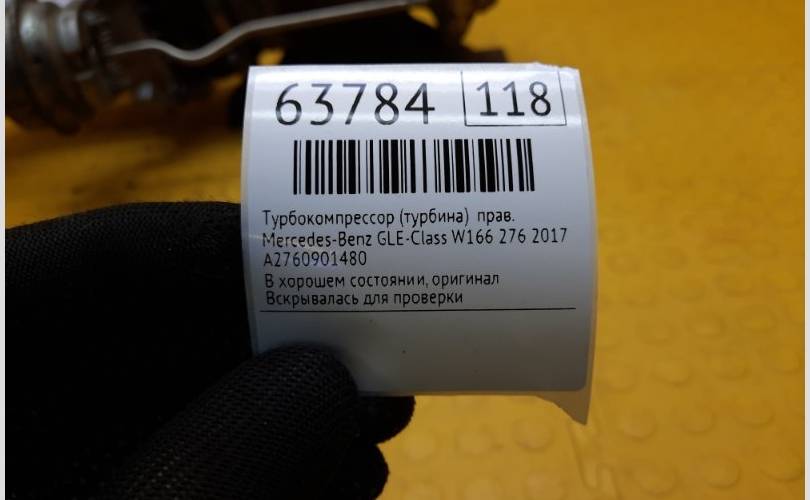 63784 118
Турбокомпрессор (турбина) прав.
Mercedes-Benz GLE-Class W166 276 2017
A2760901480
В хорошем состоянии, оригинал
Вскрывалась для проверки